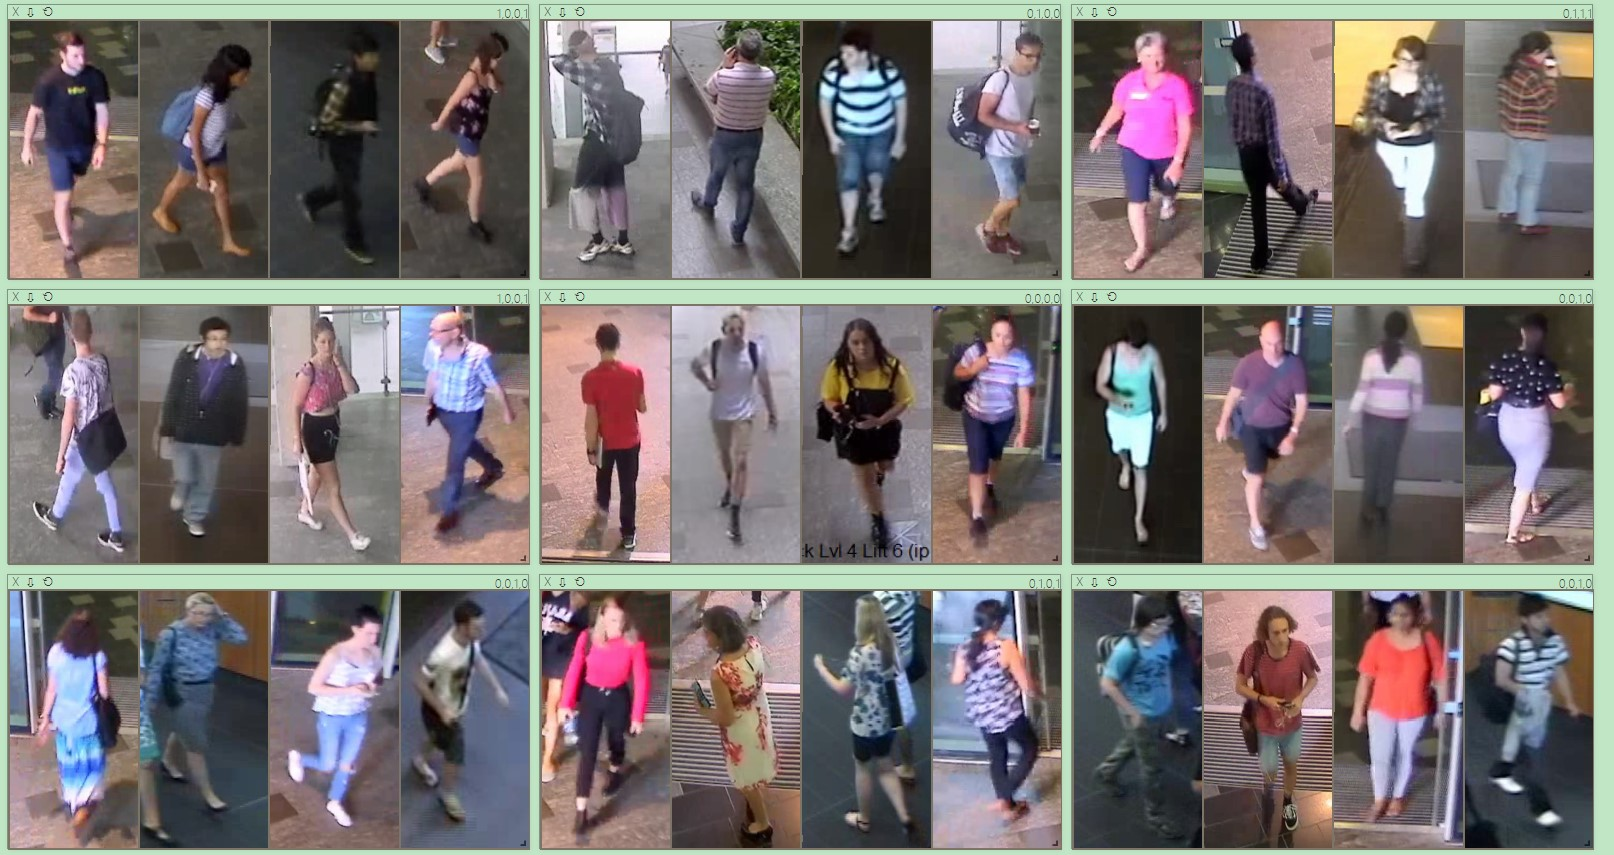 X 1,0,0,1
X 0,1,0,0
X 0,1,1,1
X 1,0,0,1
X 0,0,0,0
X 0,0,1,0
k Lvl 4 Lift 6 (ip
X 0,0,1,0
X 0,1,0,1
X 0,0,1,0